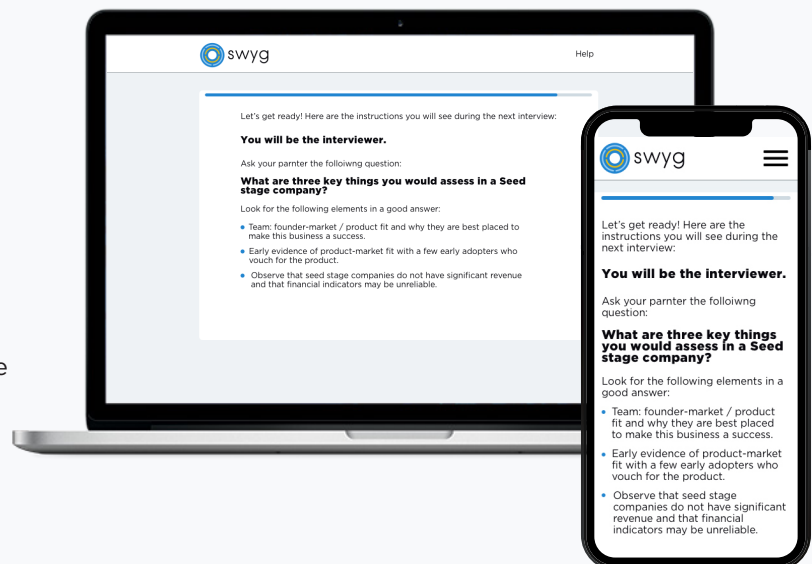 swyg
Help
Let's get ready! Here are the instructions you will see during the next interview:
You will be the interviewer.
Ask your parnter the folloiwng question:
What are three key things you would assess in a Seed
stage company?
Look for the following elements in a good answer:
Team: founder-market / product fit and why they are best placed to
make this business a success.
Early evidence of product-market fit with a few early adopters who
vouch for the product.
Observe that seed stage companies do not have significant revenue
and that financial indicators may be unreliable.
e
swyg
Let's get ready! Here are the
instructions you will see during the
next interview:
You will be the interviewer.
Ask your parnter the folloiwng
question:
What are three key things
you would assess in a Seed
stage company?
Look for the following elements in a
good answer:
Team: founder-market / product
fit and why they are best placed
to make this business a success.
Early evidence of product-market
fit with a few early adopters who
vouch for the product.
Observe that seed stage
companies do not have significant
revenue and that financial
indicators may be unreliable.